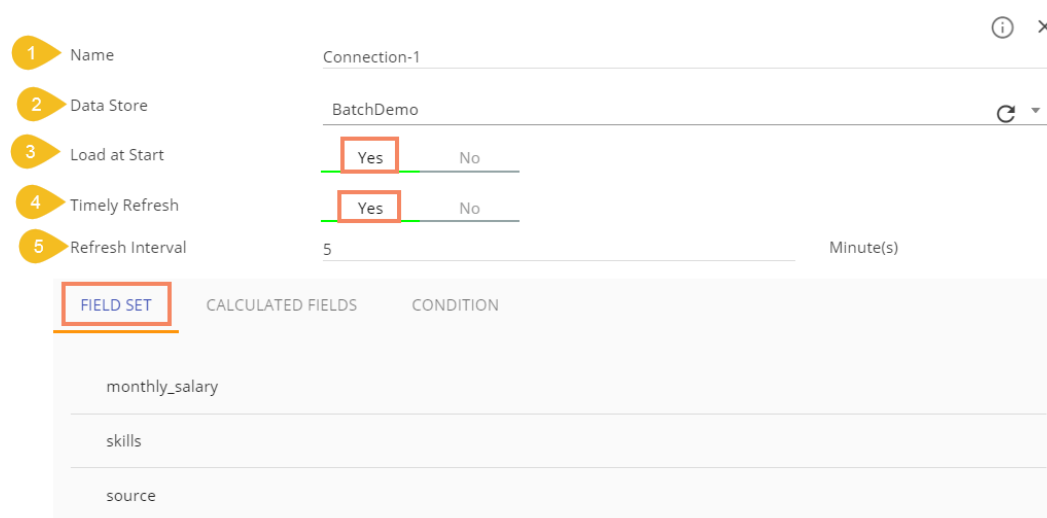 1 Name Connection-1
2 Data Store BatchDemo
3 Load at Start Yes No
4 Timely Refresh Yes No
5 Refresh Interval 5 Minute(s)
FIELD SET CALCULATED FIELDS CONDITION
monthly_salary
skills
source